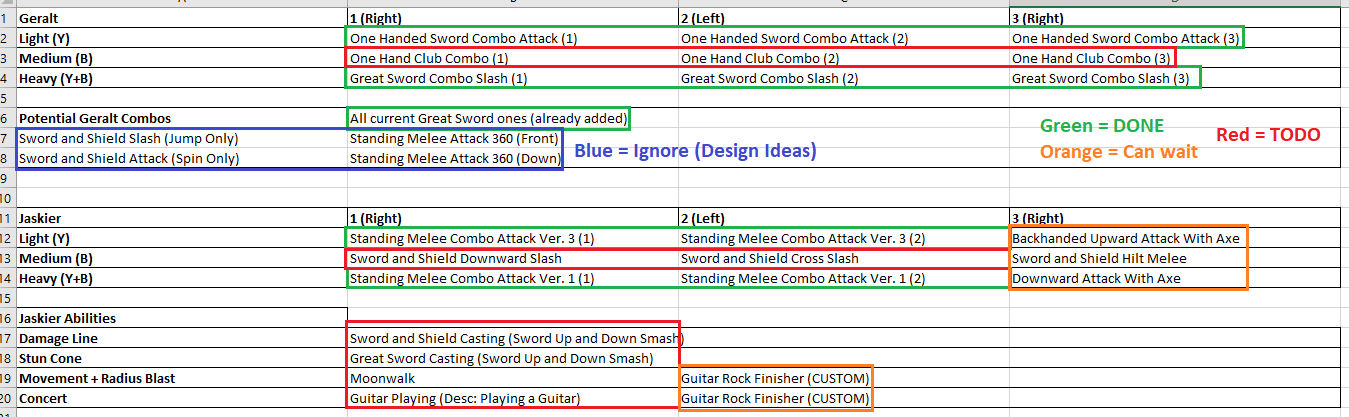 1 Geralt 1 (Right) 2 (Left) 3 (Right)
2 Light (Y) One Handed Sword Combo Attack (1) One Handed Sword Combo Attack (2) One Handed Sword Combo Attack (3)
3 Medium (B) One Hand Club Combo (1) One Hand Club Combo (2) One Hand Club Combo (3)
4 Heavy (Y+B) Great Sword Combo Slash (1) Great Sword Combo Slash (2) Great Sword Combo Slash (3)
5
6 Potential Geralt Combos All current Great Sword ones (already added)
Green = DONE
Red = TODO
7 Sword and Shield Slash (Jump Only) Standing Melee Attack 360 (Front)
Blue = Ignore (Design Ideas)
Orange = Can wait
8 Sword and Shield Attack (Spin Only) Standing Melee Attack 360 (Down)
9
10
11 Jaskier 1 (Right) 2 (Left) 3 (Right)
12 Light (Y) Standing Melee Combo Attack Ver. 3 (1) Standing Melee Combo Attack Ver. 3 (2) Backhanded Upward Attack With Axe
13 Medium (B) Sword and Shield Downward Slash Sword and Shield Cross Slash Sword and Shield Hilt Melee
14 Heavy (Y+B) Standing Melee Combo Attack Ver. 1 (1) Standing Melee Combo Attack Ver. 1 (2) Downward Attack With Axe
15
16 Jaskier Abilities
17 Damage Line Sword and Shield Casting (Sword Up and Down Smash)
18 Stun Cone Great Sword Casting (Sword Up and Down Smash)
19 Movement + Radius Blast Moonwalk Guitar Rock Finisher (CUSTOM)
20 Concert Guitar Playing (Desc: Playing a Guitar) Guitar Rock Finisher (CUSTOM)